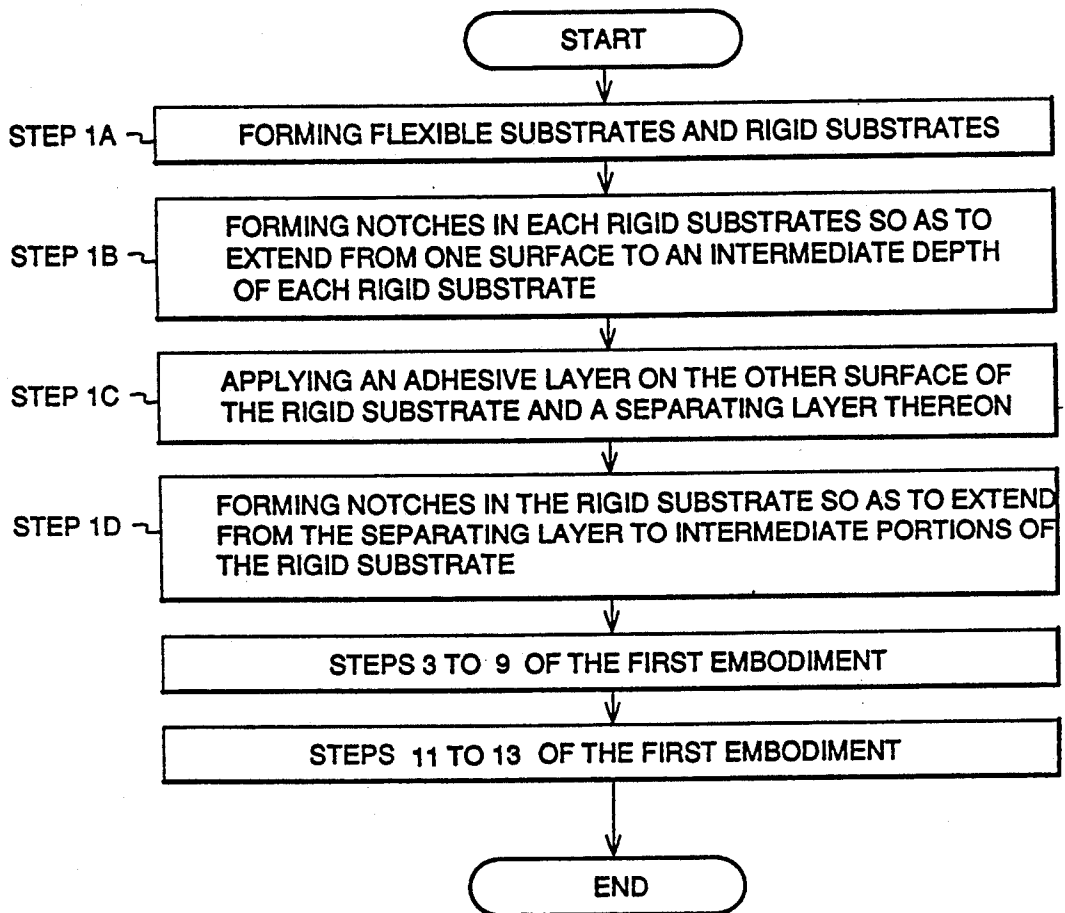 START
STEP 1A
FORMING FLEXIBLE SUBSTRATES AND RIGID SUBSTRATES
STEP 1B
FORMING NOTCHES IN EACH RIGID SUBSTRATES SO AS TO
EXTEND FROM ONE SURFACE TO AN INTERMEDIATE DEPTH
OF EACH RIGID SUBSTRATE
STEP 1C
APPLYING AN ADHESIVE LAYER ON THE OTHER SURFACE OF
THE RIGID SUBSTRATE AND A SEPARATING LAYER THEREON
STEP 1D
FORMING NOTCHES IN THE RIGID SUBSTRATE SO AS TO EXTEND
FROM THE SEPARATING LAYER TO INTERMEDIATE PORTIONS OF
THE RIGID SUBSTRATE
STEPS 3 TO 9 OF THE FIRST EMBODIMENT
STEPS 11 TO 13 OF THE FIRST EMBODIMENT
END